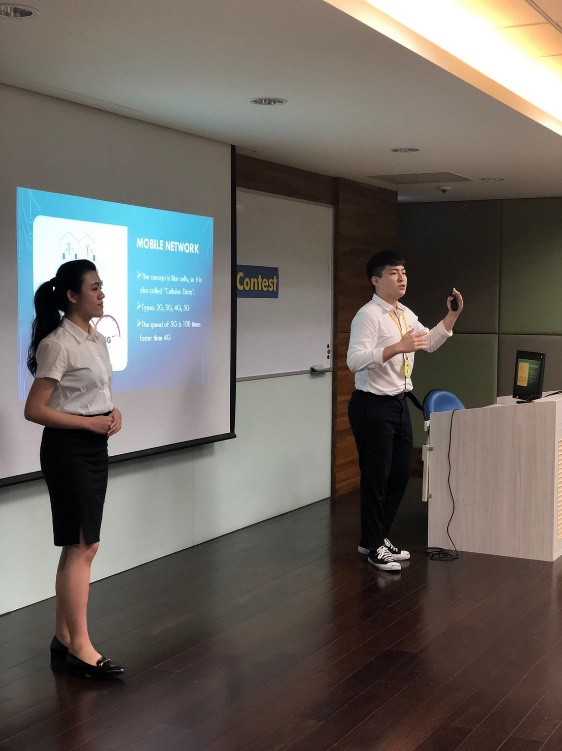 MOBILE NETWORK
➢The concept is like cells, so it is
also called "Cellular Data".
➢Types: 2G, 3G, 4G, 5G
➢The speed of 5G is 100 times
faster than 4G
Contest